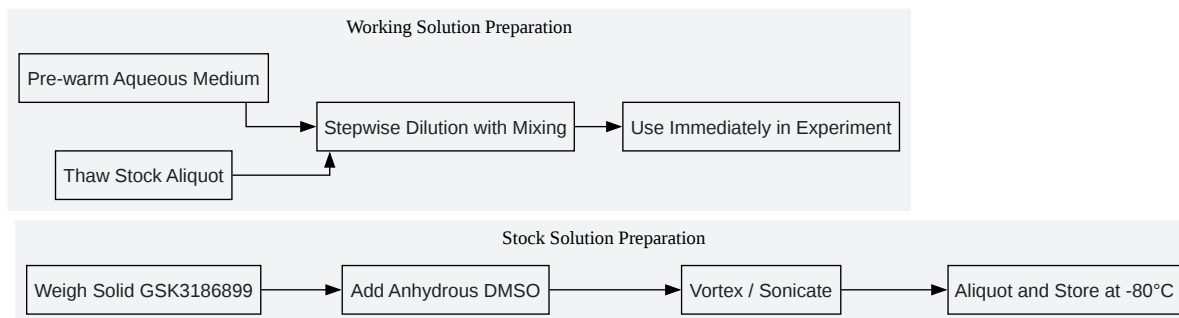 Working Solution Preparation
Pre-warm Aqueous Medium
Stepwise Dilution with Mixing
Use Immediately in Experiment
Thaw Stock Aliquot
Stock Solution Preparation
Weigh Solid GSK3186899
Add Anhydrous DMSO
Vortex / Sonicate
Aliquot and Store at -80°C